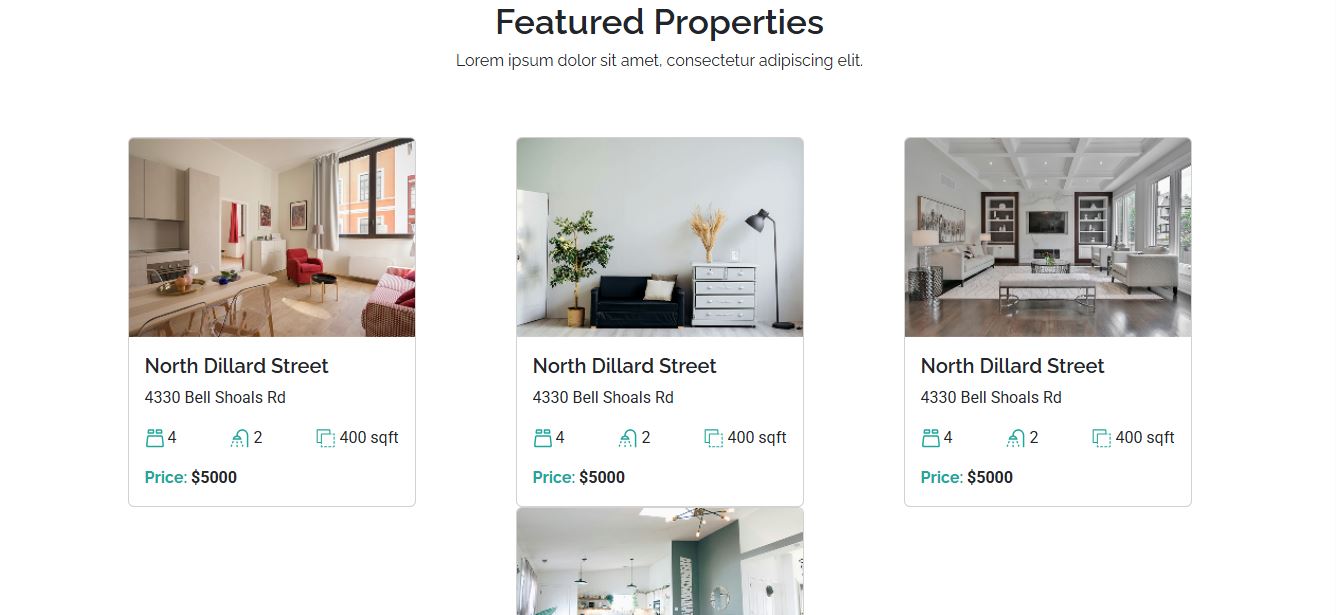 Featured Properties
Lorem ipsum dolor sit amet, consectetur adipiscing elit.
North Dillard Street
4330 Bell Shoals Rd
4 2 400 sqft
Price: $5000
North Dillard Street
4330 Bell Shoals Rd
4 2 400 sqft
Price: $5000
North Dillard Street
4330 Bell Shoals Rd
4 2 400 sqft
Price: $5000